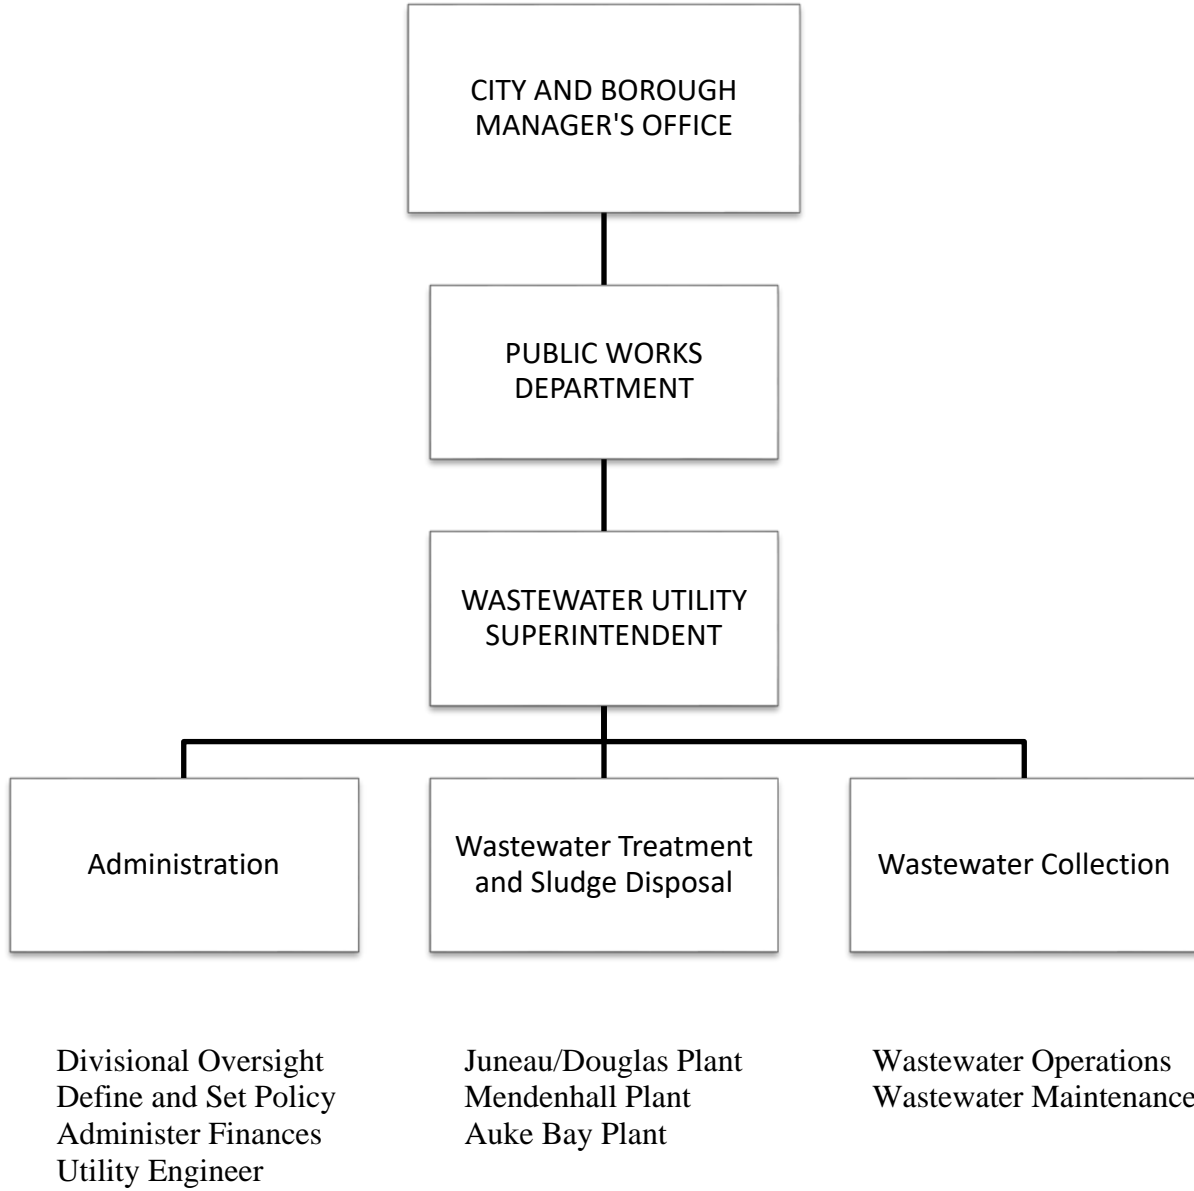 CITY AND BOROUGH
MANAGER'S OFFICE
PUBLIC WORKS
DEPARTMENT
WASTEWATER UTILITY
SUPERINTENDENT
Administration
Wastewater Treatment
and Sludge Disposal
Wastewater Collection
Divisional Oversight
Define and Set Policy
Administer Finances
Utility Engineer
Juneau/Douglas Plant
Mendenhall Plant
Auke Bay Plant
Wastewater Operations
Wastewater Maintenance